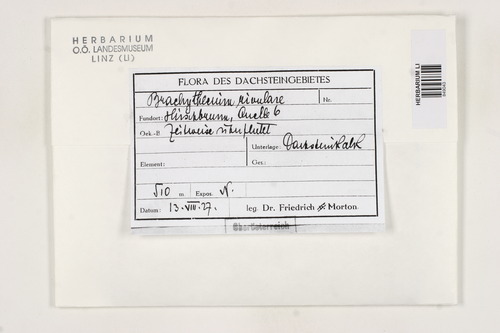 HERBARIUM
O.Ö. LANDESMUSEUM
LINZ (LI)
HERBARIUM LI
FLORA DES DACHSTEINGEBIETES
Brachythecium rivulare Nr.
Fundort: Hirschbrunn, Quelle 6
Oek.-B. Zeitweise überflutet
Unterlage: Dachsteinkalk
Element: Ges.:
510 m Expos. N.
Datum: 13. VIII. 27. leg. Dr. Friedrich Morton.
Oberösterreich